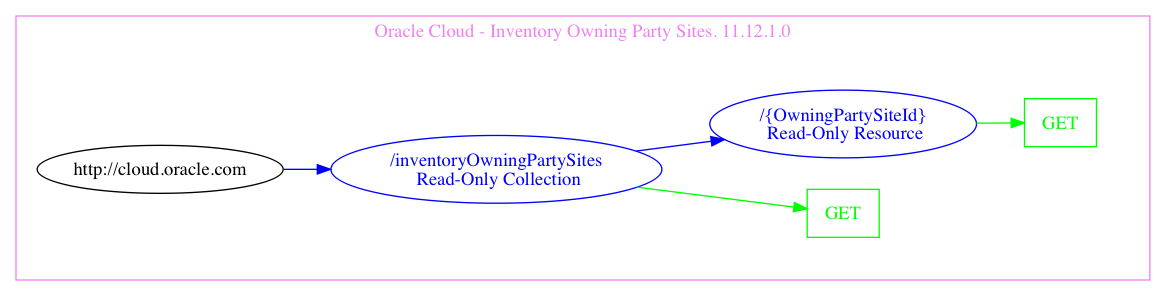 Oracle Cloud - Inventory Owning Party Sites. 11.12.1.0
http://cloud.oracle.com
/inventoryOwningPartySites
Read-Only Collection
/{OwningPartySiteId}
Read-Only Resource
GET
GET